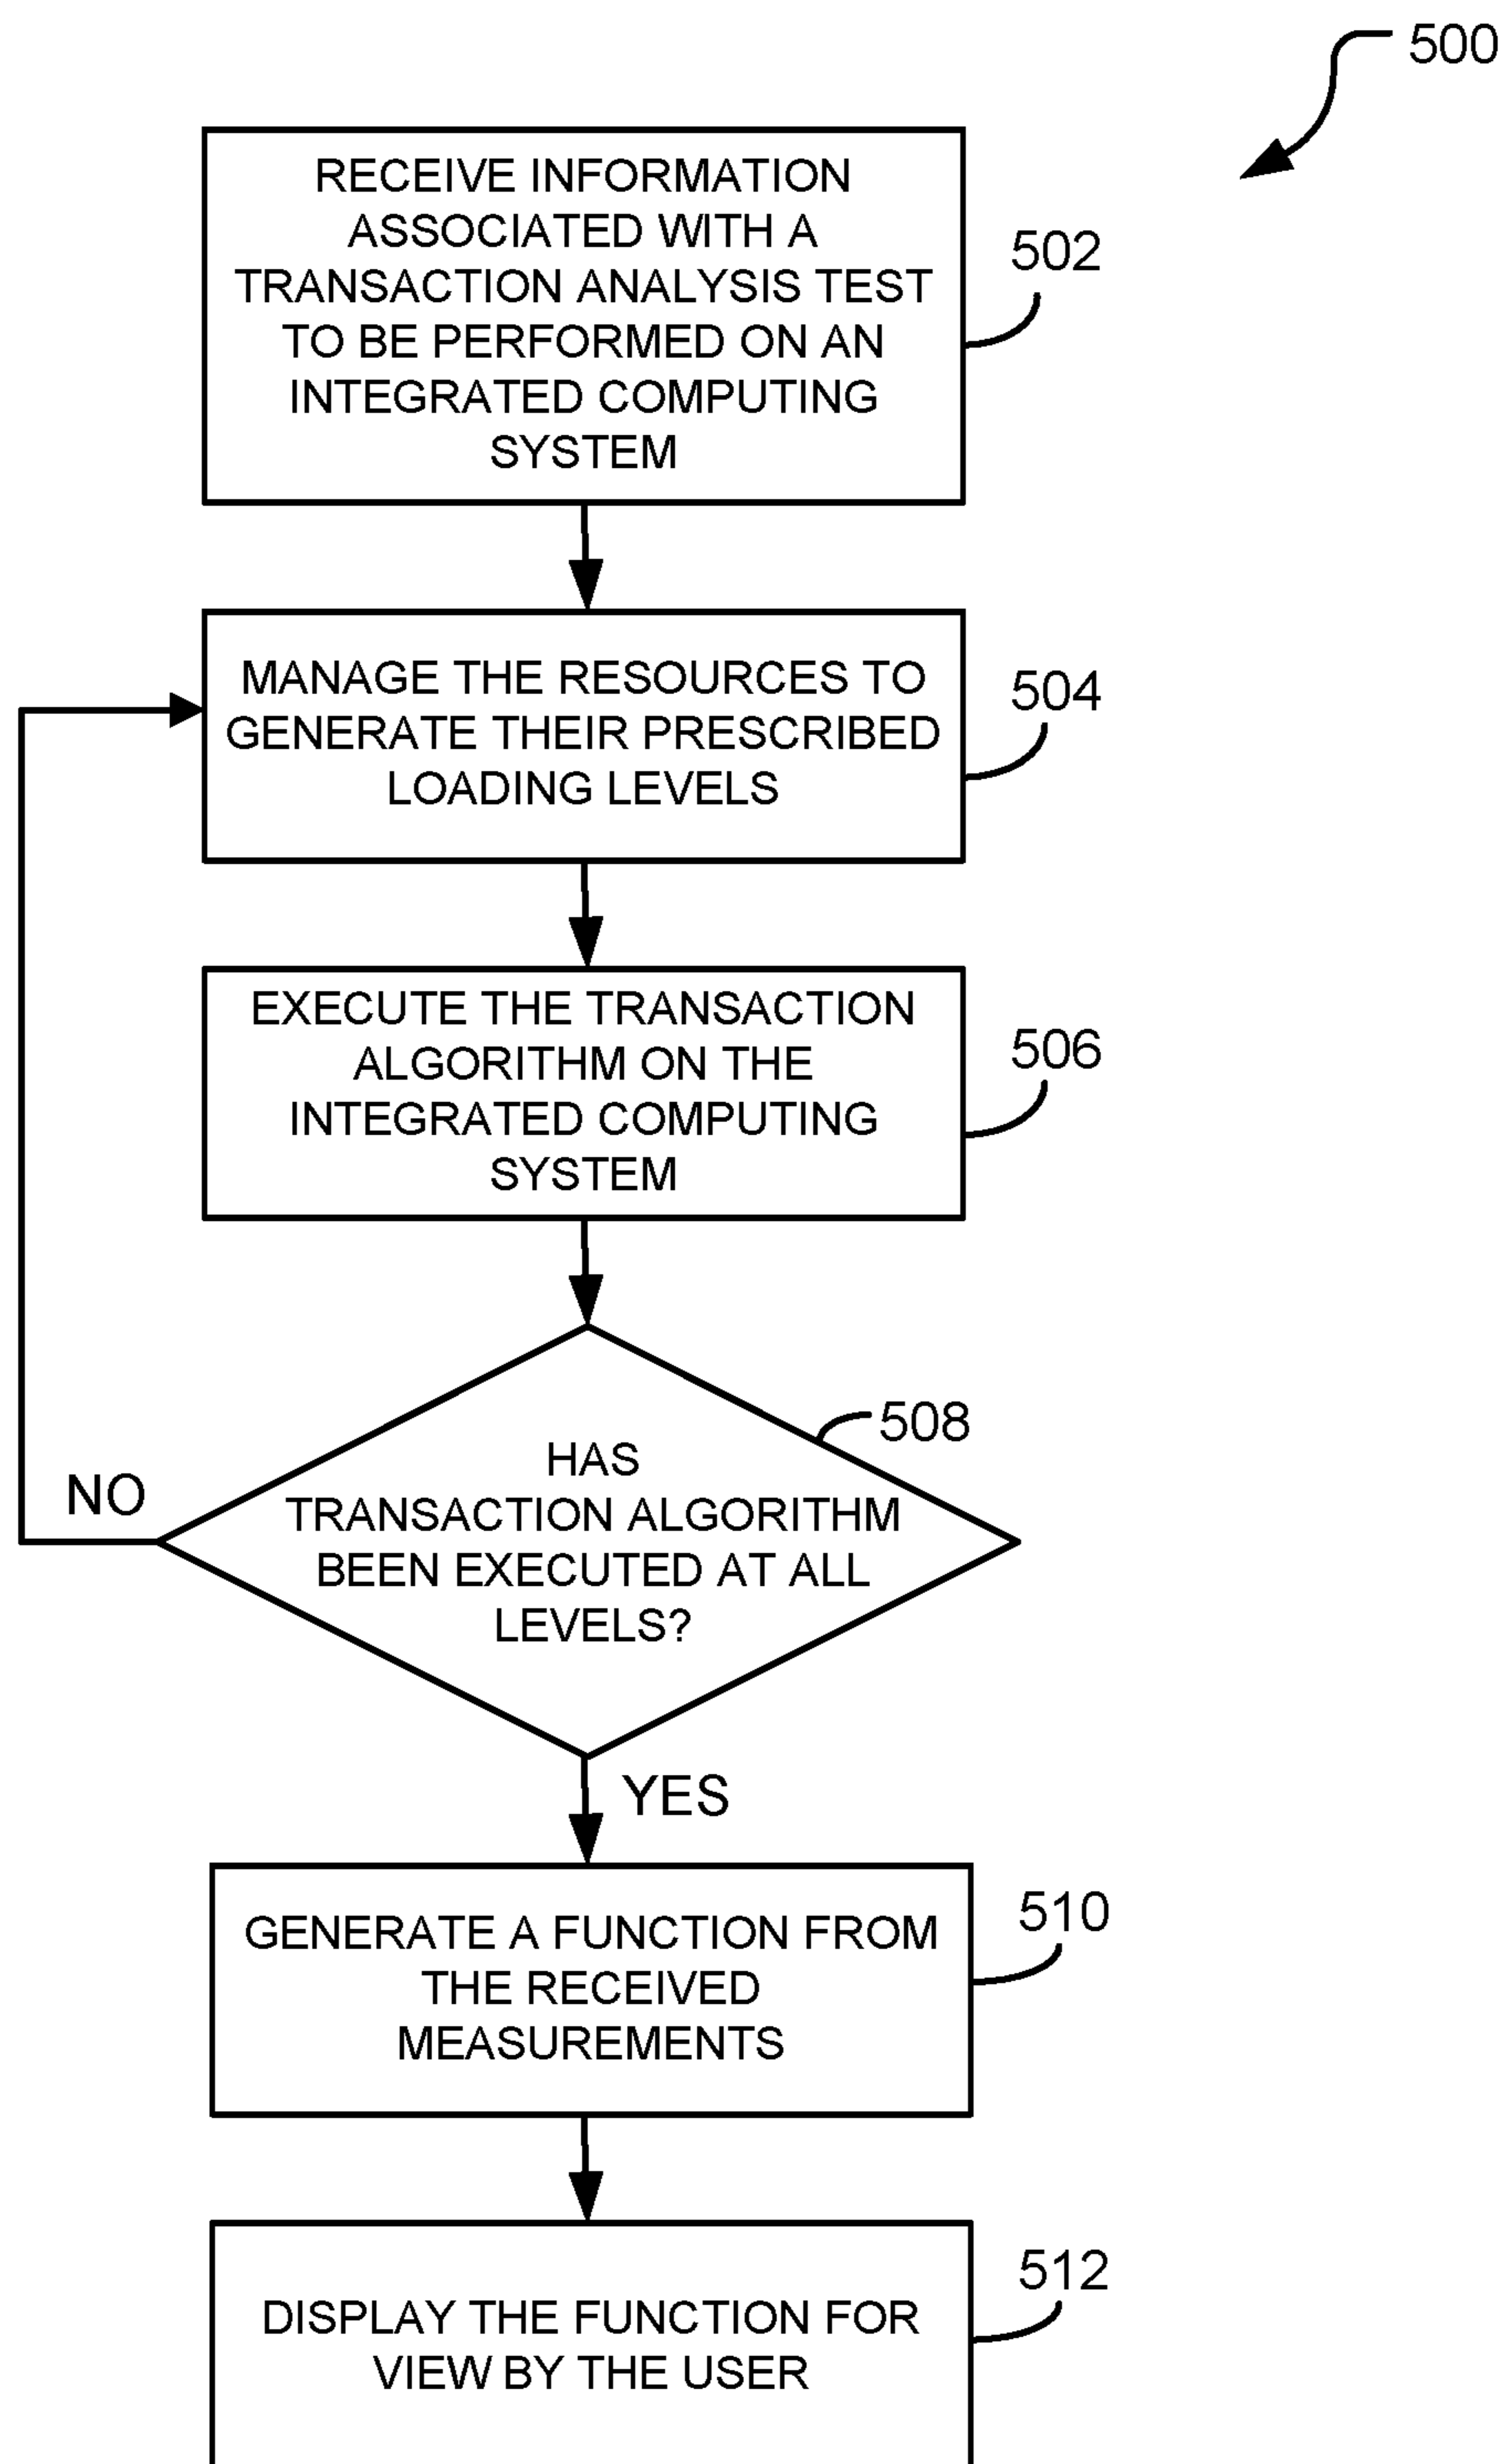 500
RECEIVE INFORMATION
ASSOCIATED WITH A
TRANSACTION ANALYSIS TEST
TO BE PERFORMED ON AN
INTEGRATED COMPUTING
SYSTEM
502
MANAGE THE RESOURCES TO
GENERATE THEIR PRESCRIBED
LOADING LEVELS
504
EXECUTE THE TRANSACTION
ALGORITHM ON THE
INTEGRATED COMPUTING
SYSTEM
506
508
HAS
TRANSACTION ALGORITHM
BEEN EXECUTED AT ALL
LEVELS?
NO
YES
GENERATE A FUNCTION FROM
THE RECEIVED
MEASUREMENTS
510
DISPLAY THE FUNCTION FOR
VIEW BY THE USER
512